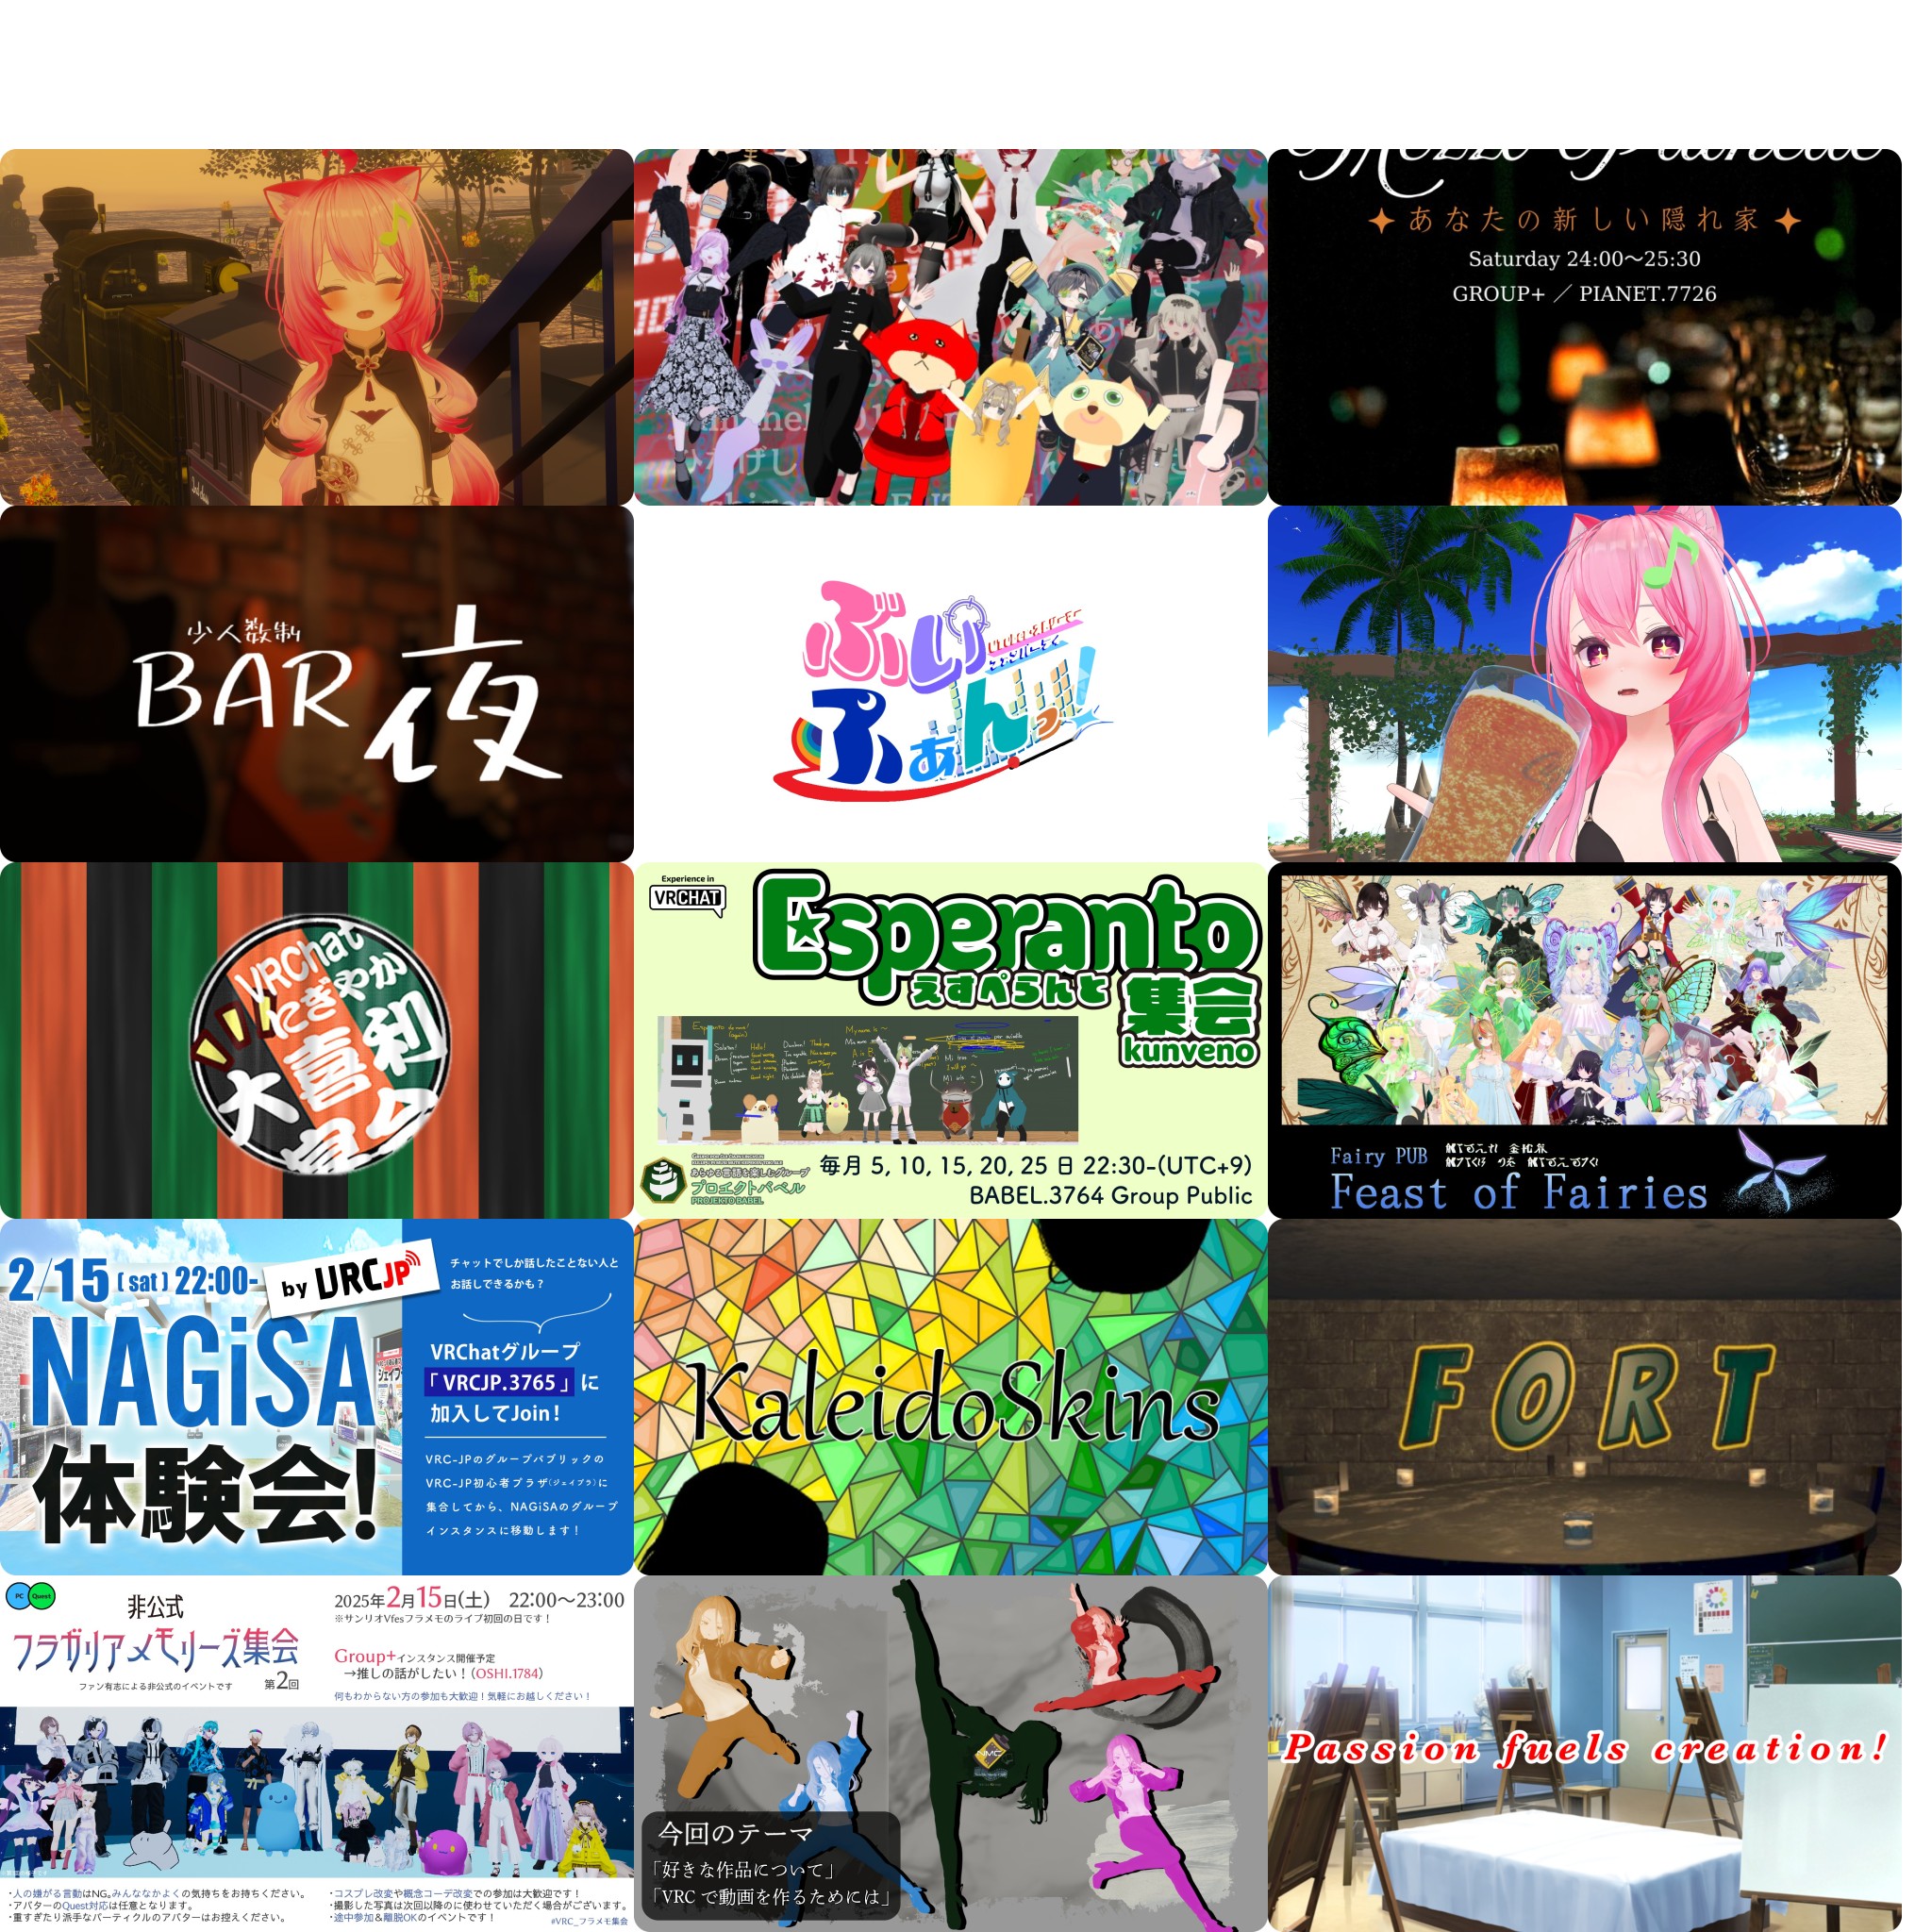 ✦ あなたの新しい隠れ家 ✦
Saturday 24:00〜25:30
GROUP+ ／ PIANET.7726
少人数制
BAR 夜
ぶい
ふぁんっ!
VRChat
にぎやか
大喜利
Experience in
VRCHAT
Esperanto
えすぺらんと 集会
kunveno
あらゆる言語を楽しむグループ
プロエクトバベル
PROJEKTO BABEL
毎月 5, 10, 15, 20, 25 日 22:30-(UTC+9)
BABEL.3764 Group Public
Fairy PUB
Feast of Fairies
2/15 (sat) 22:00-
by VRCJP
NAGiSA
体験会!
チャットでしか話したことない人と
お話しできるかも？
VRChatグループ
「VRCJP.3765」に
加入してJoin！
VRC-JPのグループパブリックの
VRC-JP初心者プラザ(ジェイプラ)に
集合してから、NAGiSAのグループ
インスタンスに移動します！
KaleidoSkins
FORT
PC Quest
非公式
フラガリアメモリーズ集会
第2回
ファン有志による非公式のイベントです
2025年2月15日(土) 22:00〜23:00
※サンリオVfesフラメモのライブ初回の日です！
Group+インスタンス開催予定
→推しの話がしたい！（OSHI.1784）
何もわからない方の参加も大歓迎！気軽にお越しください！
・人の嫌がる言動はNG。みんななかよくの気持ちをお持ちください。
・アバターのQuest対応は任意となります。
・重すぎたり派手なパーティクルのアバターはお控えください。
・コスプレ改変や概念コーデ改変での参加は大歓迎です！
・撮影した写真は次回以降のに使わせていただく場合がございます。
・途中参加＆離脱OKのイベントです！
#VRC_フラメモ集会
NMC
今回のテーマ
「好きな作品について」
「VRC で動画を作るためには」
Passion fuels creation!